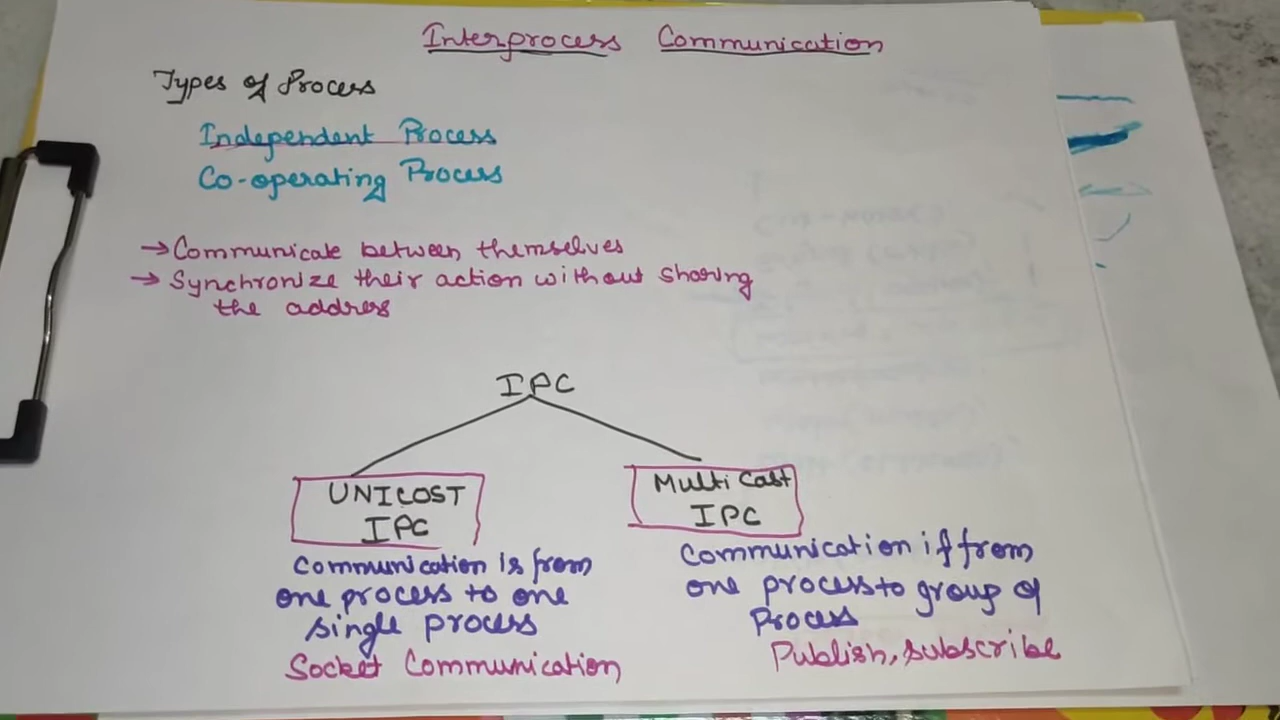 Interprocess Communication
Types of Process
Independent Process
Co-operating Process
→ Communicate between themselves
→ Synchronize their action without sharing
the address
IPC
UNICOST
IPC
Multi Cast
IPC
Communication is from
one process to one
single process
Socket Communication
Communication if from
one process to group of
Process
Publish, subscribe